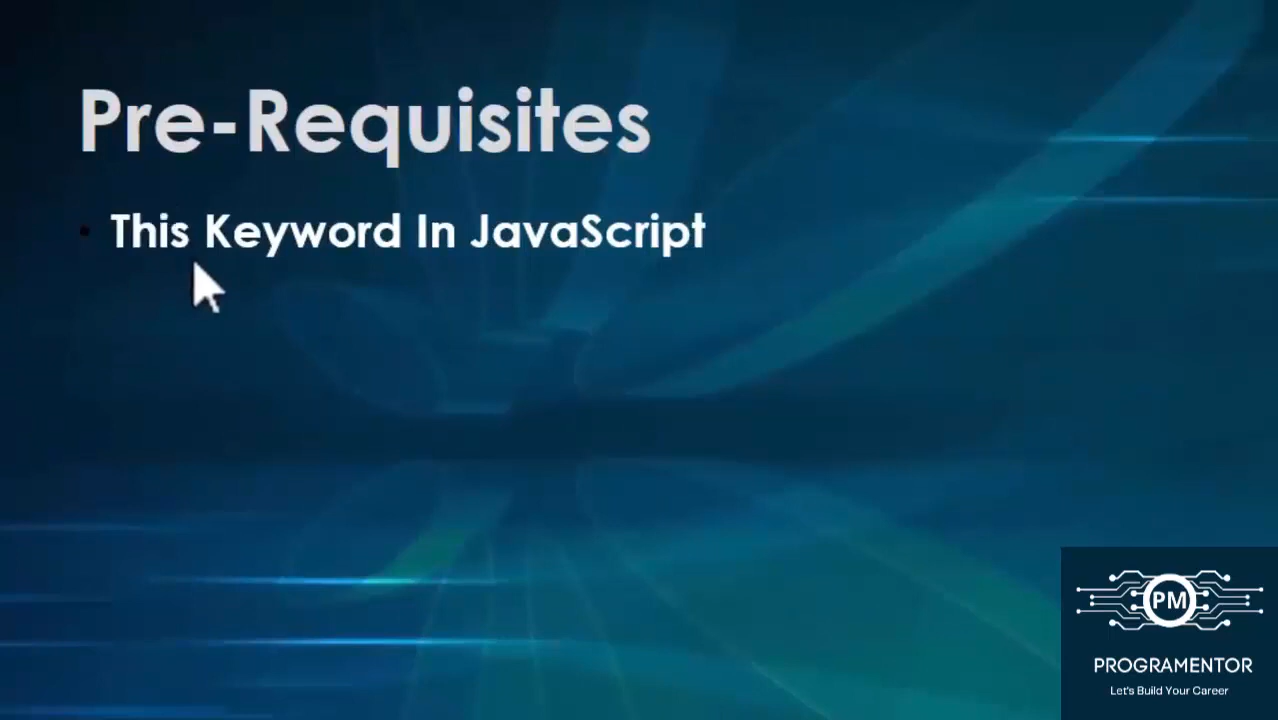 Pre-Requisites
This Keyword In JavaScript
PM
PROGRAMENTOR
Let's Build Your Career